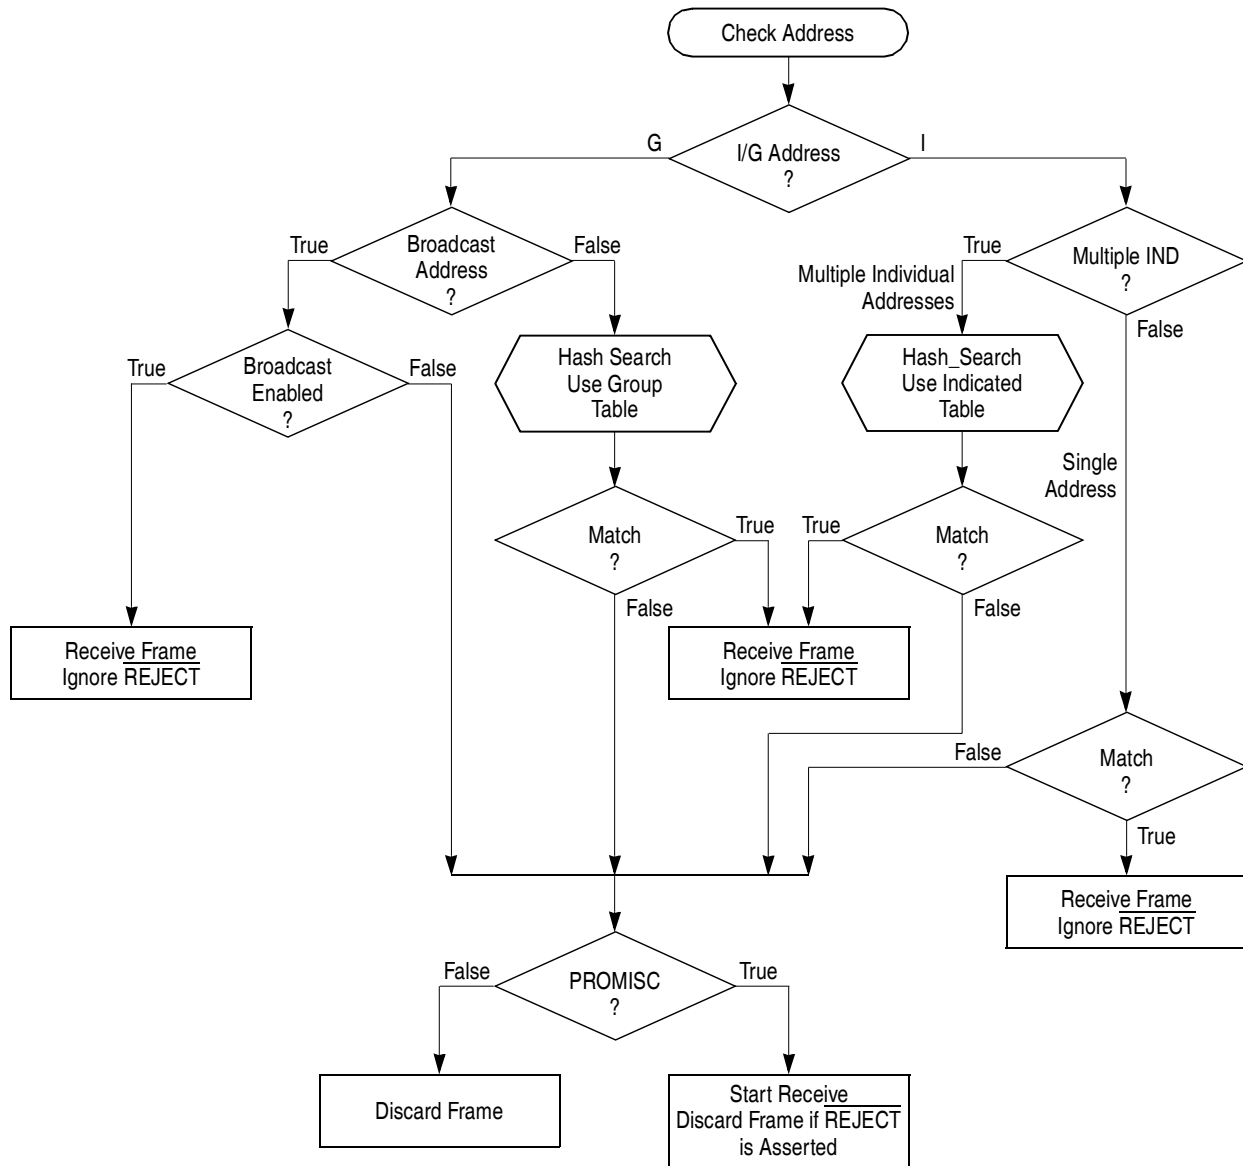 Check Address
I/G Address
?
G
I
Broadcast
Address
?
True
False
Multiple IND
?
True
Multiple Individual
Addresses
False
Broadcast
Enabled
?
True
False
Hash Search
Use Group
Table
Hash_Search
Use Indicated
Table
Single
Address
Match
?
True
False
Match
?
True
False
Receive Frame
Ignore REJECT
Receive Frame
Ignore REJECT
Match
?
False
True
Receive Frame
Ignore REJECT
PROMISC
?
False
True
Discard Frame
Start Receive
Discard Frame if REJECT
is Asserted